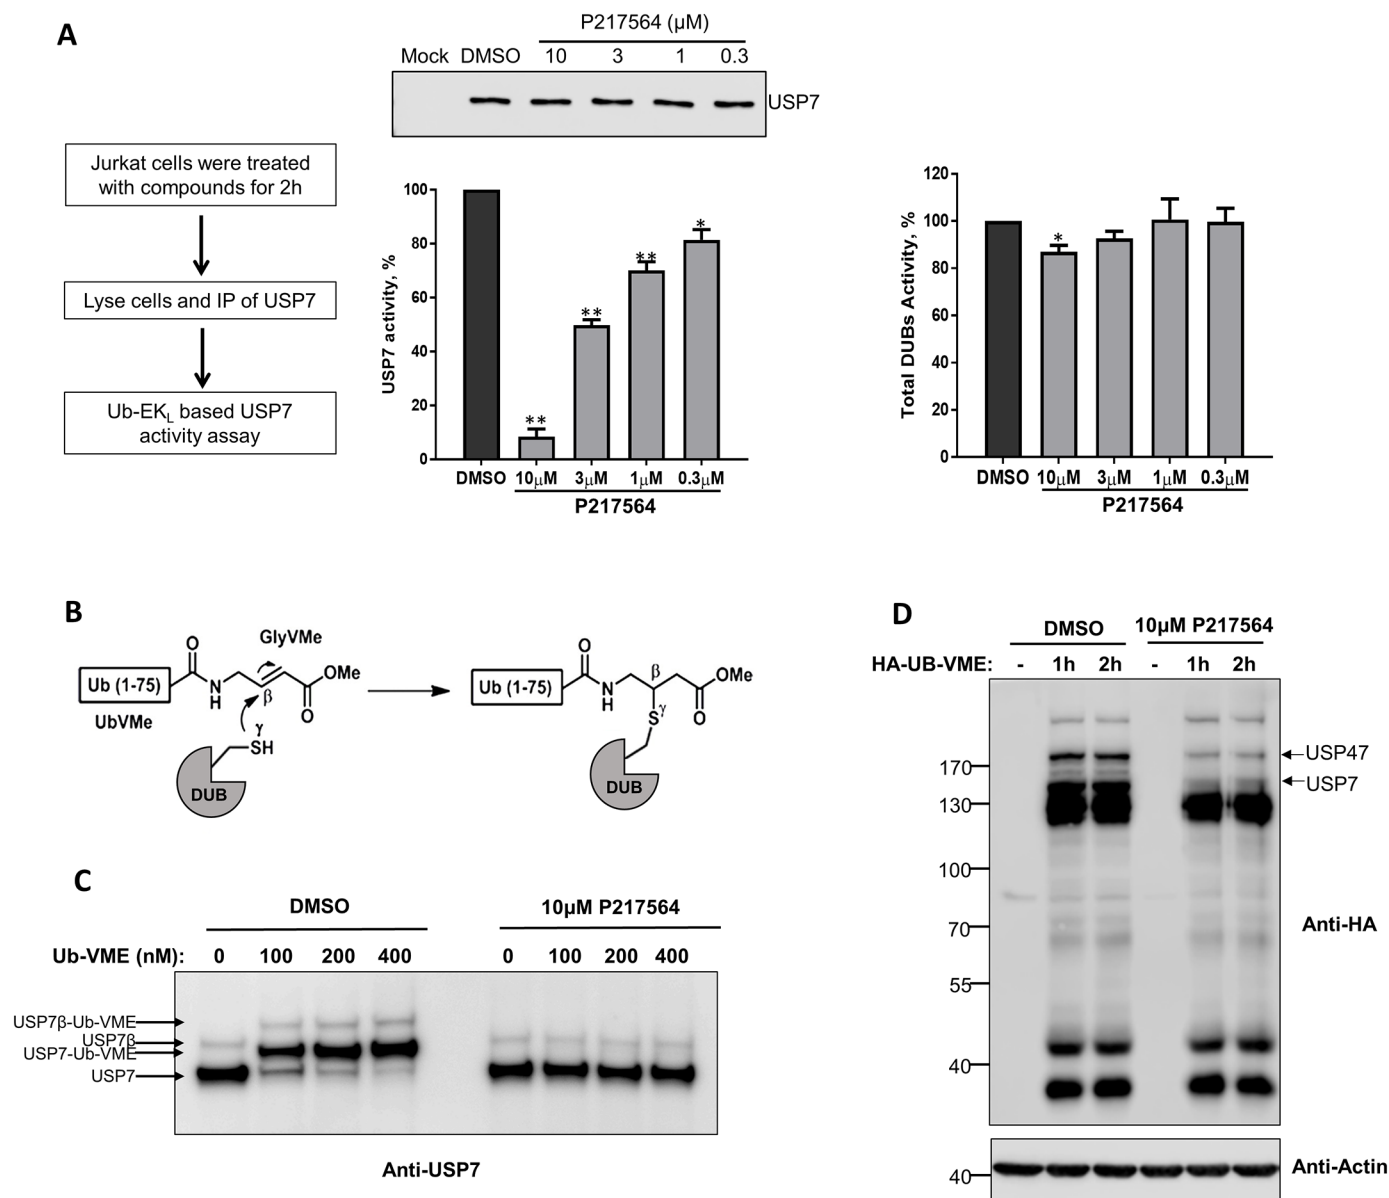 A
P217564 (µM)
Mock DMSO 10 3 1 0.3
USP7
Jurkat cells were treated
with compounds for 2h
Lyse cells and IP of USP7
Ub-EKL based USP7
activity assay
USP7 activity, %
100
80
60
40
20
0
**
**
**
*
DMSO 10µM 3µM 1µM 0.3µM
P217564
Total DUBs Activity, %
120
100
80
60
40
20
0
*
DMSO 10µM 3µM 1µM 0.3µM
P217564
B
GlyVMe
O
Ub (1-75)
N
H
β
OMe
O
UbVMe
γ
SH
DUB
O
Ub (1-75)
N
H
β
OMe
O
S
γ
DUB
C
DMSO
10µM P217564
Ub-VME (nM): 0 100 200 400 0 100 200 400
USP7β-Ub-VME
USP7β
USP7-Ub-VME
USP7
Anti-USP7
D
DMSO
10µM P217564
HA-UB-VME: - 1h 2h - 1h 2h
USP47
USP7
170
130
100
70
55
40
Anti-HA
40
Anti-Actin